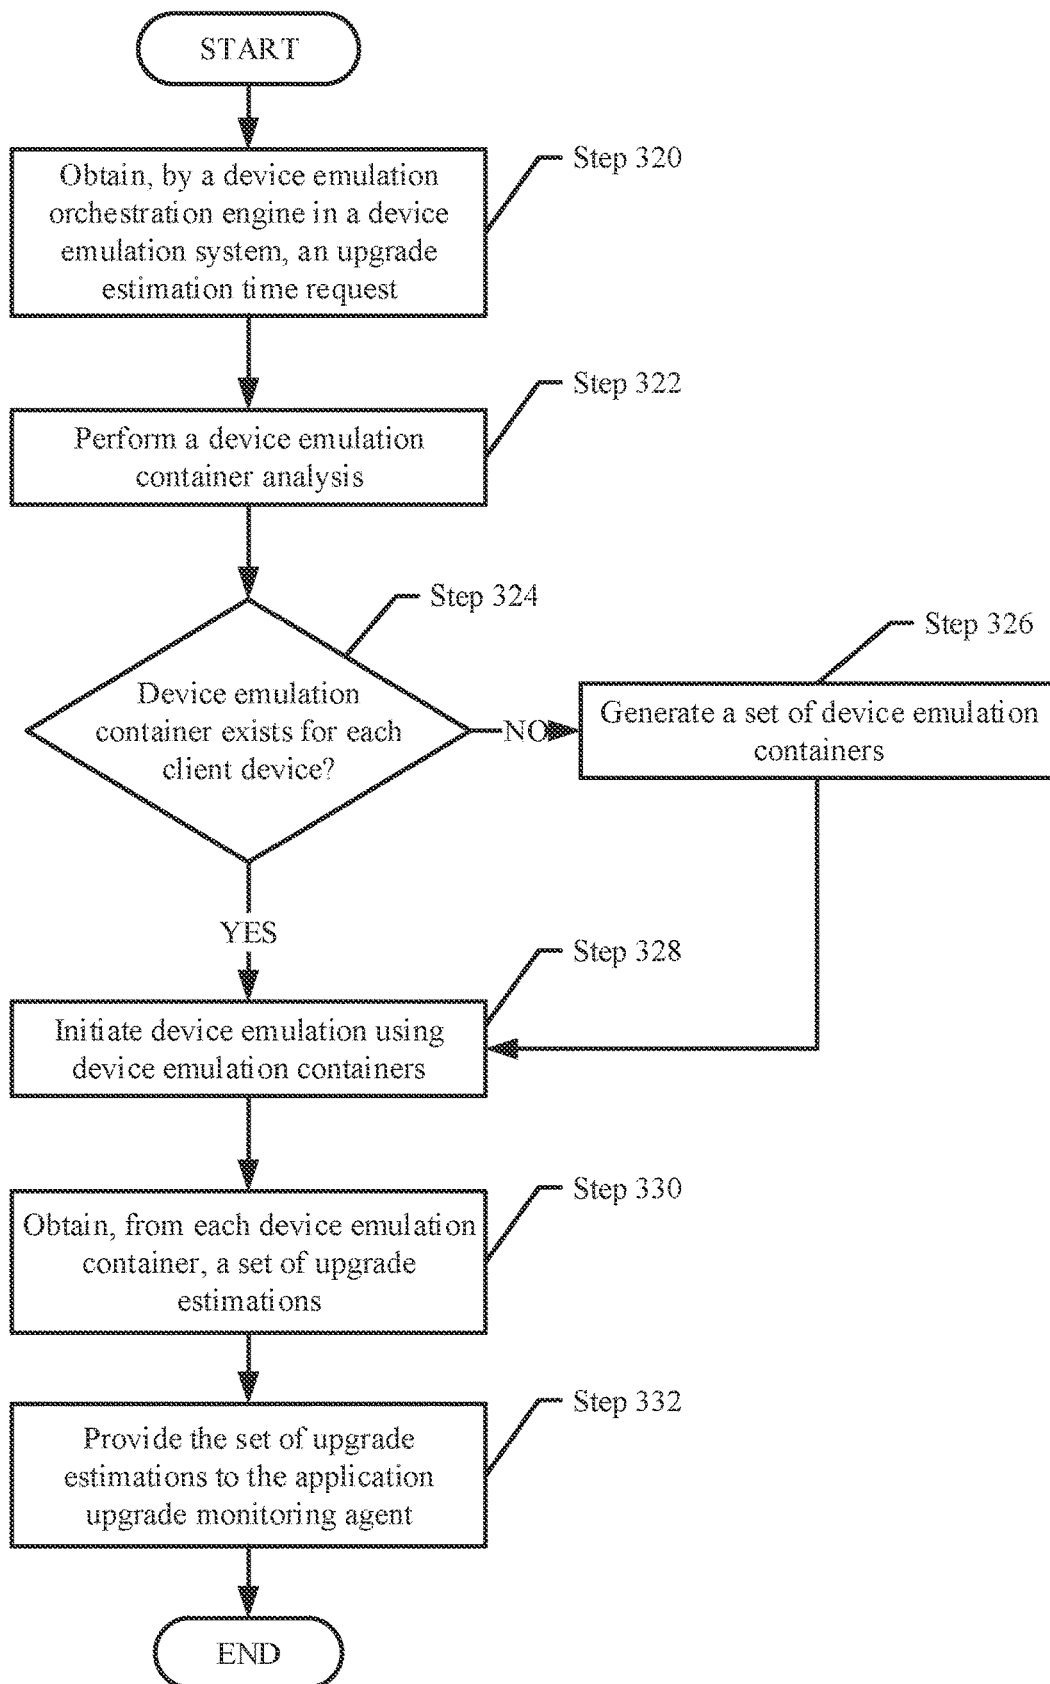 START
Step 320
Obtain, by a device emulation
orchestration engine in a device
emulation system, an upgrade
estimation time request
Step 322
Perform a device emulation
container analysis
Step 324
Device emulation
container exists for each
client device?
NO
Step 326
Generate a set of device emulation
containers
YES
Step 328
Initiate device emulation using
device emulation containers
Step 330
Obtain, from each device emulation
container, a set of upgrade
estimations
Step 332
Provide the set of upgrade
estimations to the application
upgrade monitoring agent
END